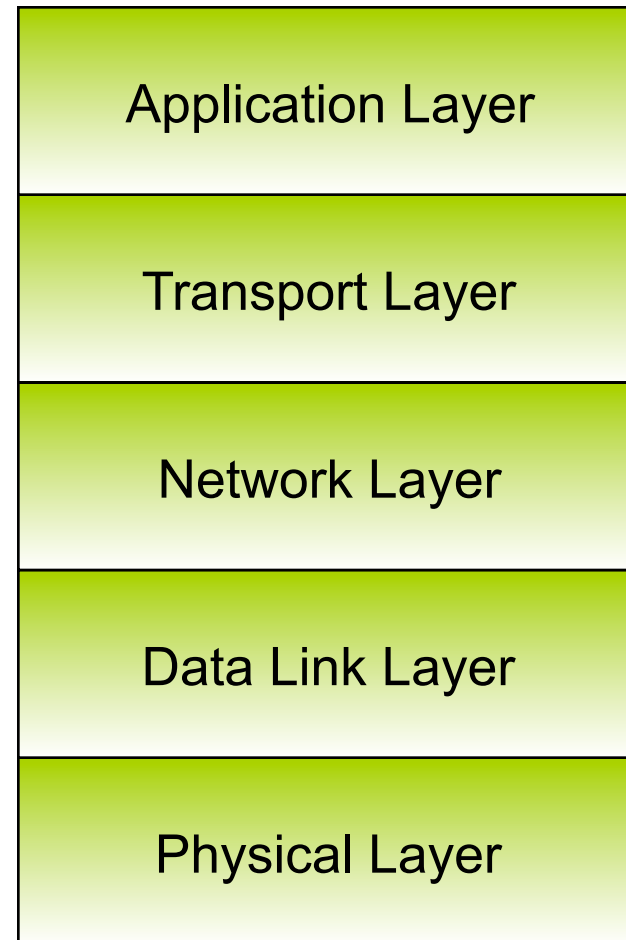 Application Layer
Transport Layer
Network Layer
Data Link Layer
Physical Layer